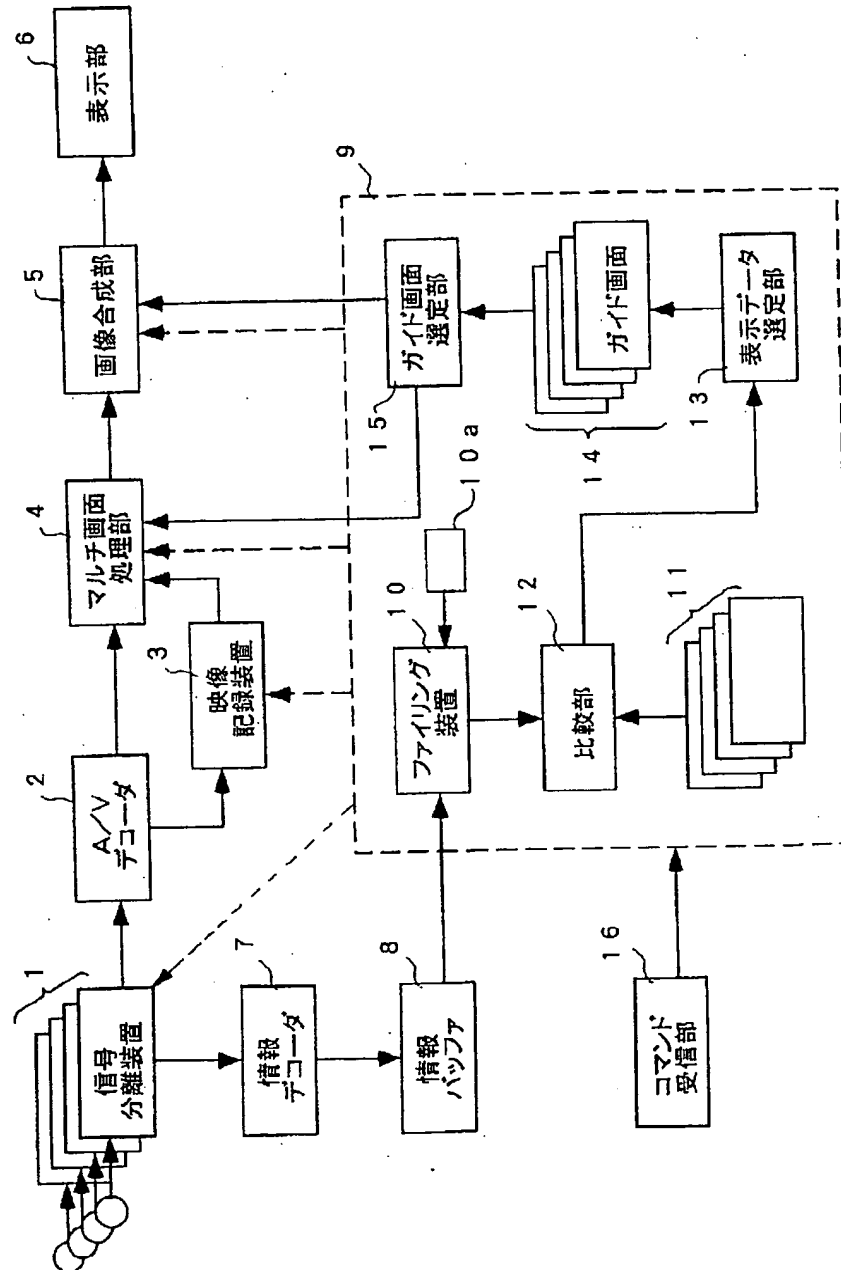 1
信号
分離装置
2
A/V
デコーダ
3
映像
記録装置
4
マルチ画面
処理部
5
画像合成部
6
表示部
7
情報
デコーダ
8
情報
バッファ
9
10
ファイリング
装置
10a
11
12
比較部
13
表示データ
選定部
14
ガイド画面
15
ガイド画面
選定部
16
コマンド
受信部